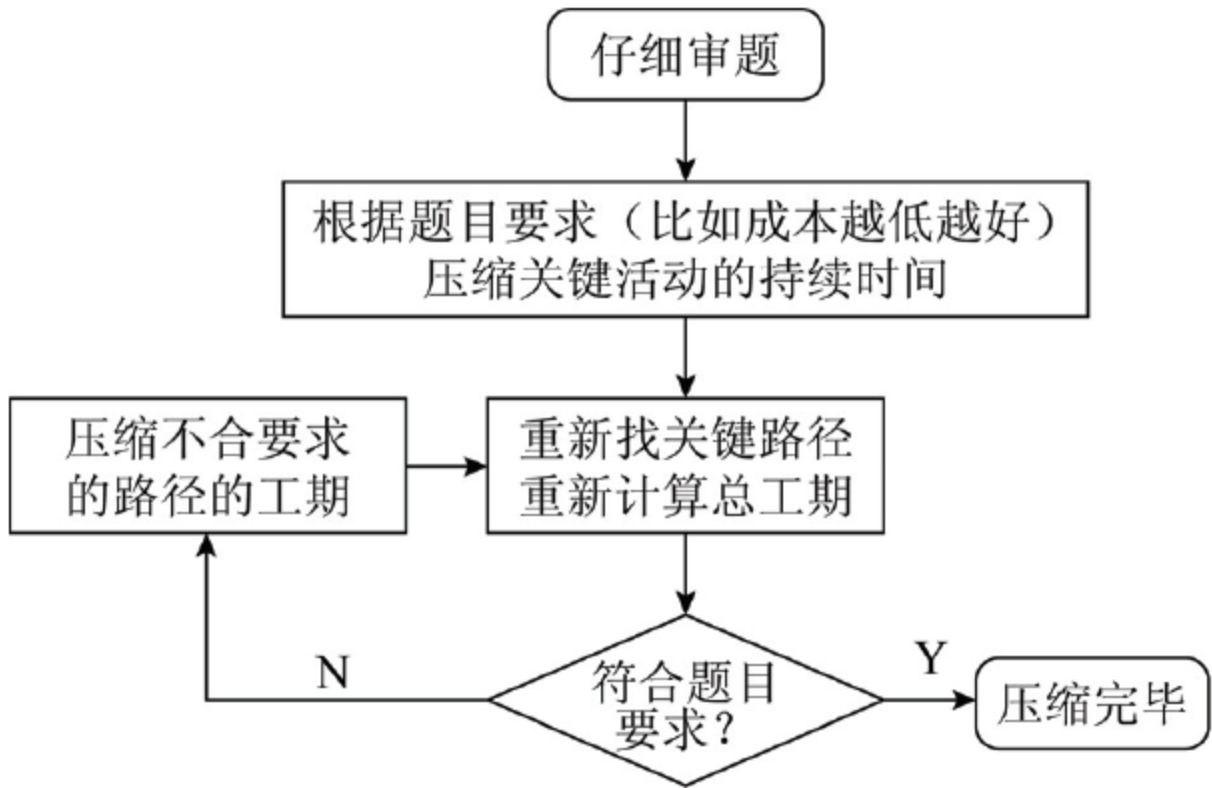 仔细审题
根据题目要求（比如成本越低越好）
压缩关键活动的持续时间
压缩不合要求
的路径的工期
重新找关键路径
重新计算总工期
N
符合题目
要求？
Y
压缩完毕